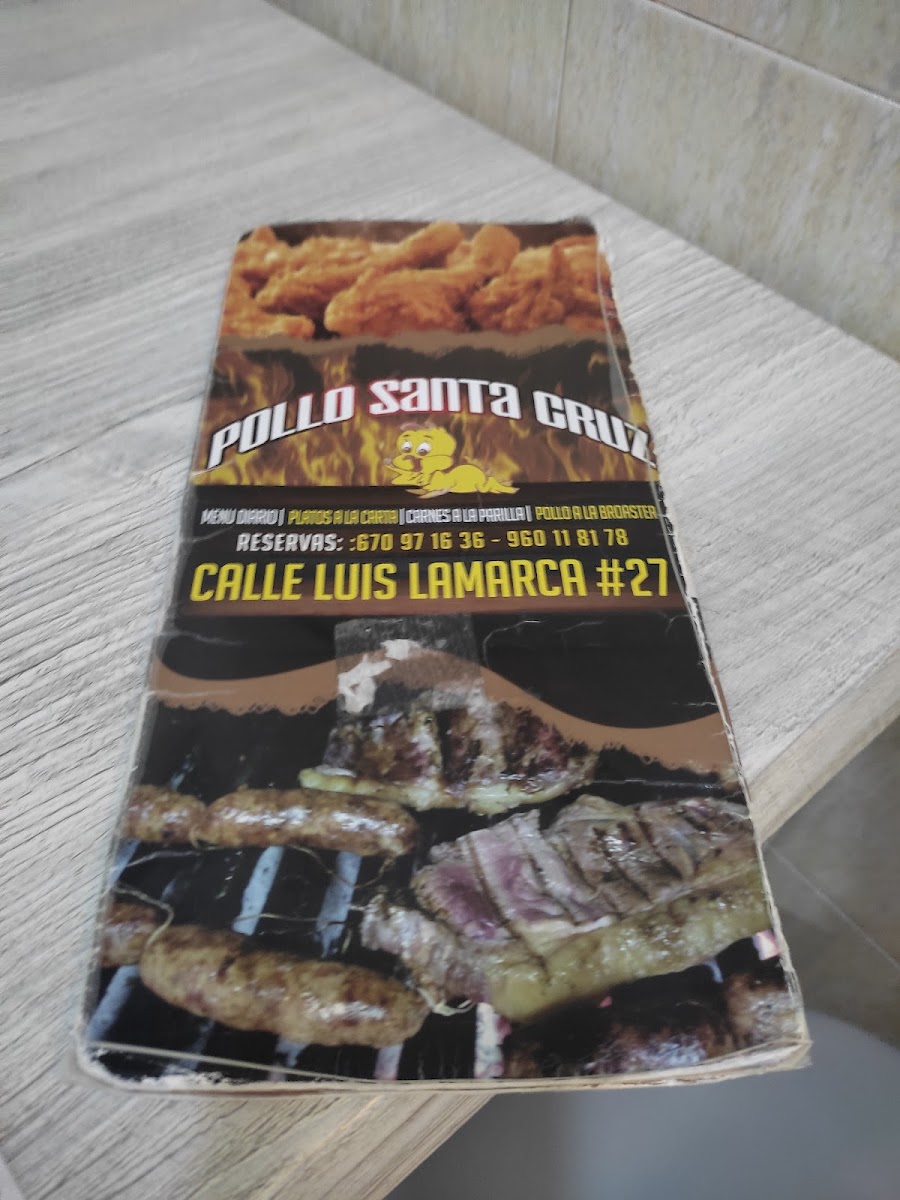 POLLO SANTA CRUZ
MENU DIARIO | PLATOS A LA CARTA | CARNES A LA PARILLA | POLLO A LA BROASTER
RESERVAS: :670 97 16 36 - 960 11 81 78
CALLE LUIS LAMARCA #27